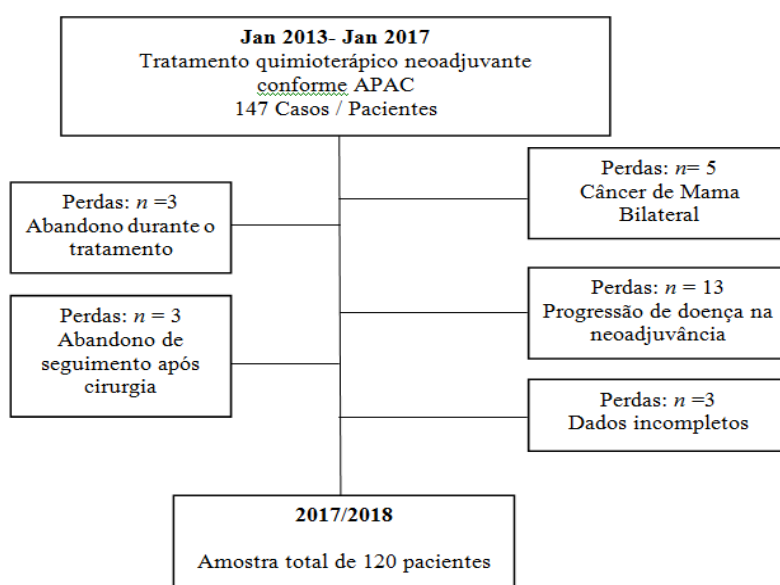 Jan 2013- Jan 2017
Tratamento quimioterápico neoadjuvante
conforme APAC
147 Casos / Pacientes
Perdas: n= 5
Câncer de Mama
Bilateral
Perdas: n =3
Abandono durante o
tratamento
Perdas: n = 13
Progressão de doença na
neoadjuvância
Perdas: n = 3
Abandono de
seguimento após
cirurgia
Perdas: n =3
Dados incompletos
2017/2018
Amostra total de 120 pacientes